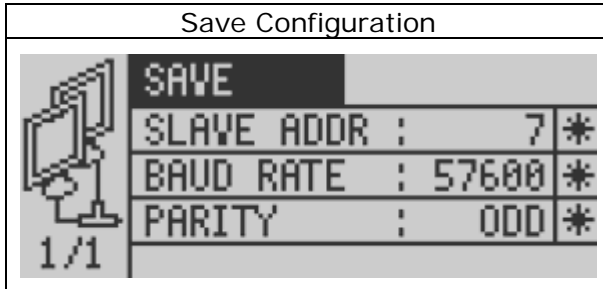 Save Configuration
SAVE
SLAVE ADDR : 7 *
BAUD RATE : 57600 *
PARITY : ODD *
1/1